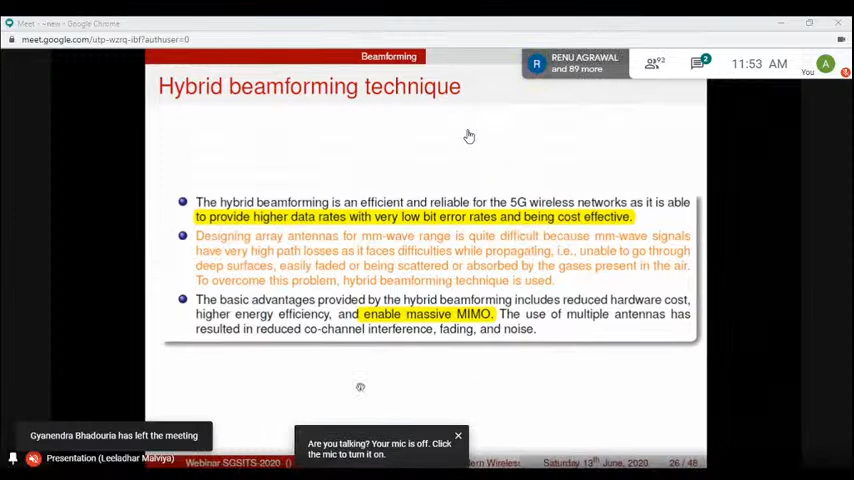 Meet - ~new - Google Chrome
meet.google.com/utp-wzrq-ibf?authuser=0
Beamforming
R
RENU AGRAWAL
and 89 more
92
2
11:53 AM
You
A
Hybrid beamforming technique
The hybrid beamforming is an efficient and reliable for the 5G wireless networks as it is able
to provide higher data rates with very low bit error rates and being cost effective.
Designing array antennas for mm-wave range is quite difficult because mm-wave signals
have very high path losses as it faces difficulties while propagating, i.e., unable to go through
deep surfaces, easily faded or being scattered or absorbed by the gases present in the air.
To overcome this problem, hybrid beamforming technique is used.
The basic advantages provided by the hybrid beamforming includes reduced hardware cost,
higher energy efficiency, and enable massive MIMO. The use of multiple antennas has
resulted in reduced co-channel interference, fading, and noise.
Gyanendra Bhadouria has left the meeting
Are you talking? Your mic is off. Click
the mic to turn it on.
Presentation (Leeladhar Malviya)
Webinar SGSITS-2020 ()
dern Wireless
Saturday 13th June, 2020
26 / 48